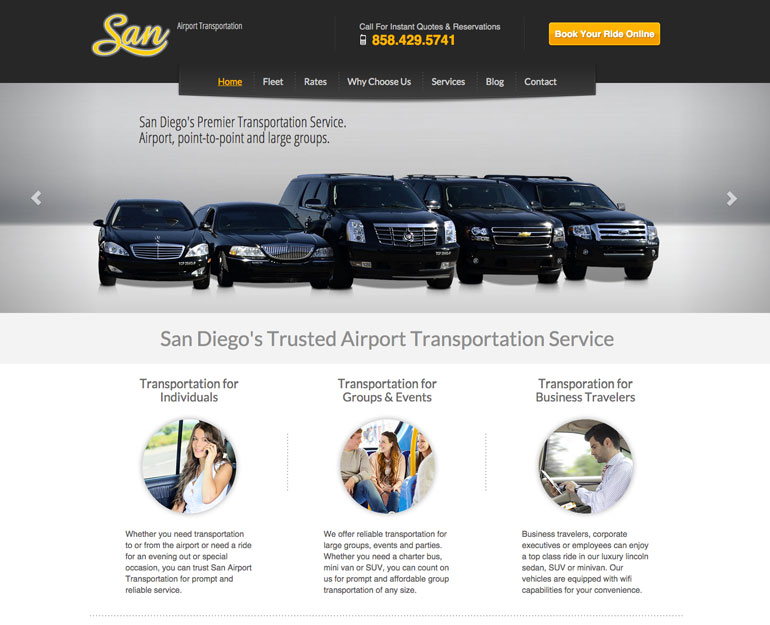 San
Airport Transportation
Call For Instant Quotes & Reservations
858.429.5741
Book Your Ride Online
Home Fleet Rates Why Choose Us Services Blog Contact
San Diego's Premier Transportation Service.
Airport, point-to-point and large groups.
San Diego's Trusted Airport Transportation Service
Transportation for
Individuals
Whether you need transportation
to or from the airport or need a ride
for an evening out or special
occasion, you can trust San Airport
Transportation for prompt and
reliable service.
Transportation for
Groups & Events
We offer reliable transportation for
large groups, events and parties.
Whether you need a charter bus,
mini van or SUV, you can count on
us for prompt and affordable group
transportation of any size.
Transporation for
Business Travelers
Business travelers, corporate
executives or employees can enjoy
a top class ride in our luxury lincoln
sedan, SUV or minivan. Our
vehicles are equipped with wifi
capabilities for your convenience.